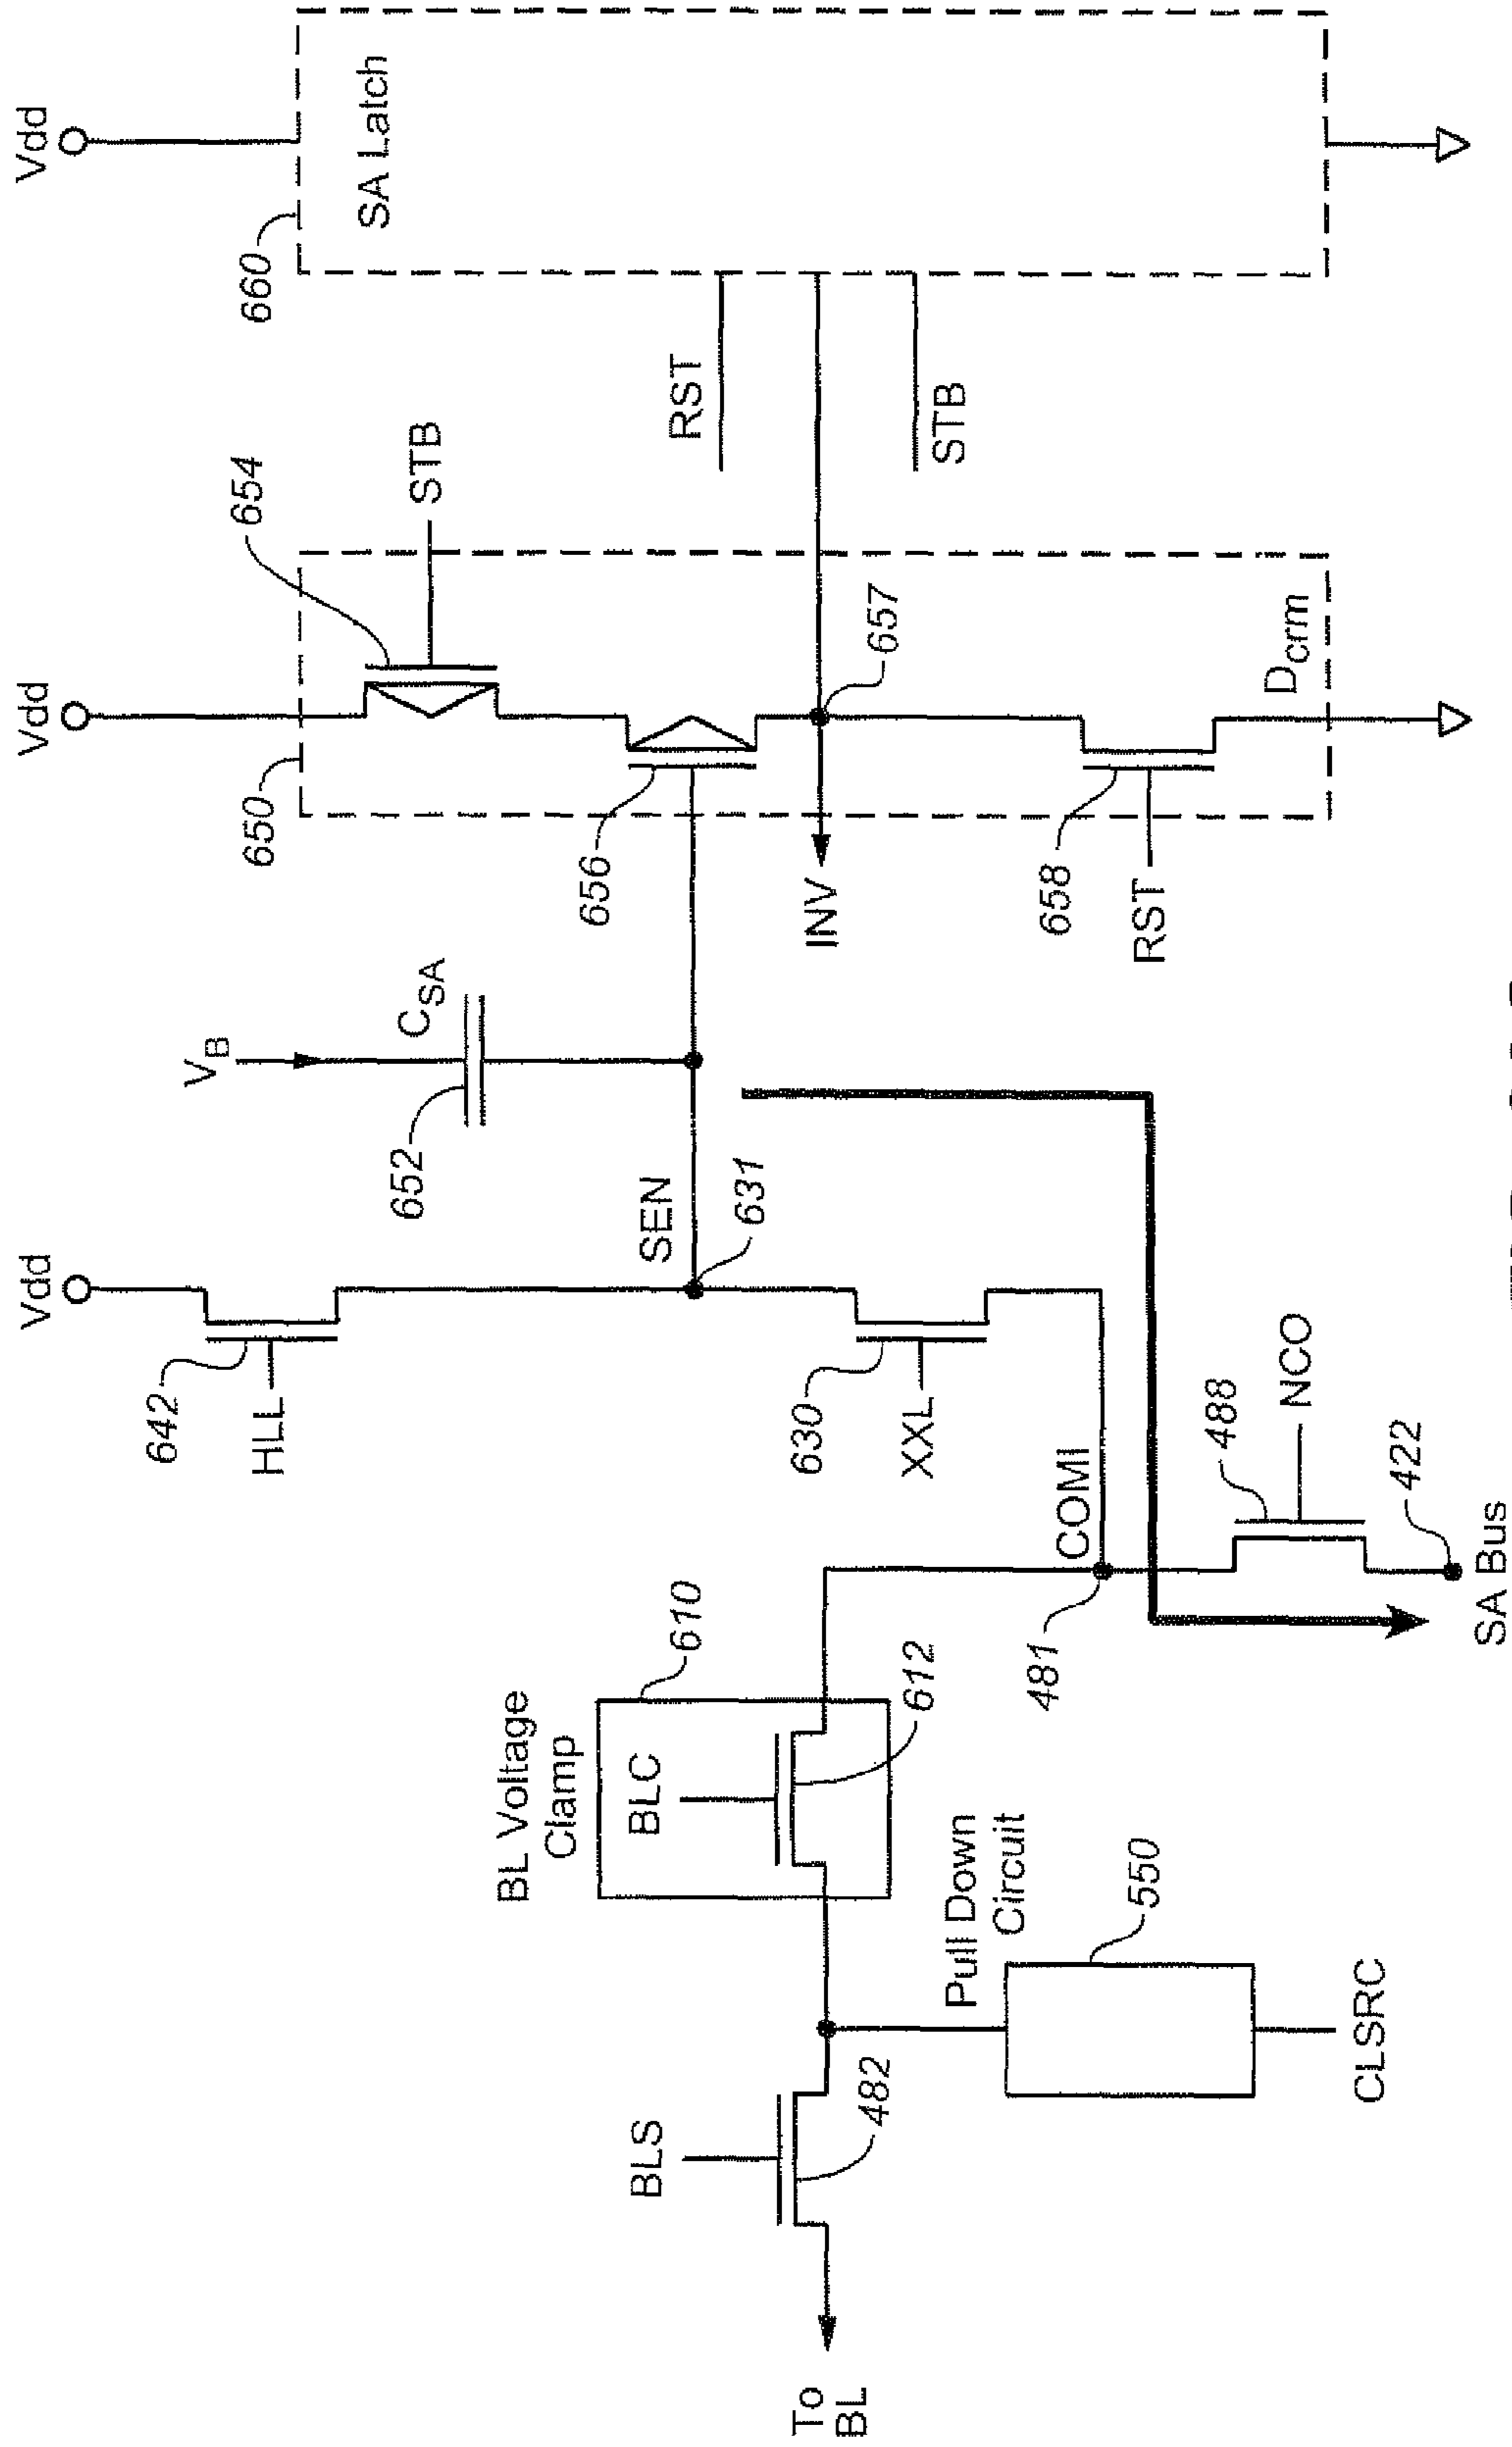 Vdd
Vdd
Vdd
660
SA Latch
654
STB
650
RST
STB
656
657
INV
658
RST
Dcrm
VB
CSA
652
642
HLL
SEN
631
630
XXL
COMI
481
488
NCO
422
SA Bus
BL Voltage
Clamp
610
BLC
612
BLS
482
Pull Down
Circuit
550
CLSRC
To
BL